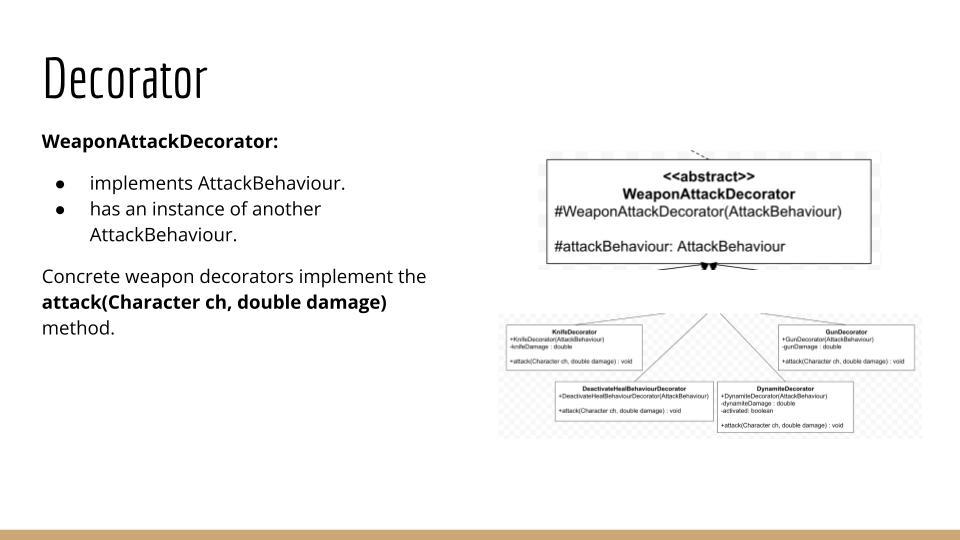 Decorator
WeaponAttackDecorator:
● implements AttackBehaviour.
● has an instance of another
AttackBehaviour.
Concrete weapon decorators implement the
attack(Character ch, double damage)
method.
<<abstract>>
WeaponAttackDecorator
#WeaponAttackDecorator(AttackBehaviour)
#attackBehaviour: AttackBehaviour
KnifeDecorator
+KnifeDecorator(AttackBehaviour)
-knifeDamage : double
+attack(Character ch, double damage) : void
GunDecorator
+GunDecorator(AttackBehaviour)
-gunDamage : double
+attack(Character ch, double damage) : void
DeactivateHealBehaviourDecorator
+DeactivateHealBehaviourDecorator(AttackBehaviour)
+attack(Character ch, double damage) : void
DynamiteDecorator
+DynamiteDecorator(AttackBehaviour)
-dynamiteDamage : double
-activated: boolean
+attack(Character ch, double damage) : void